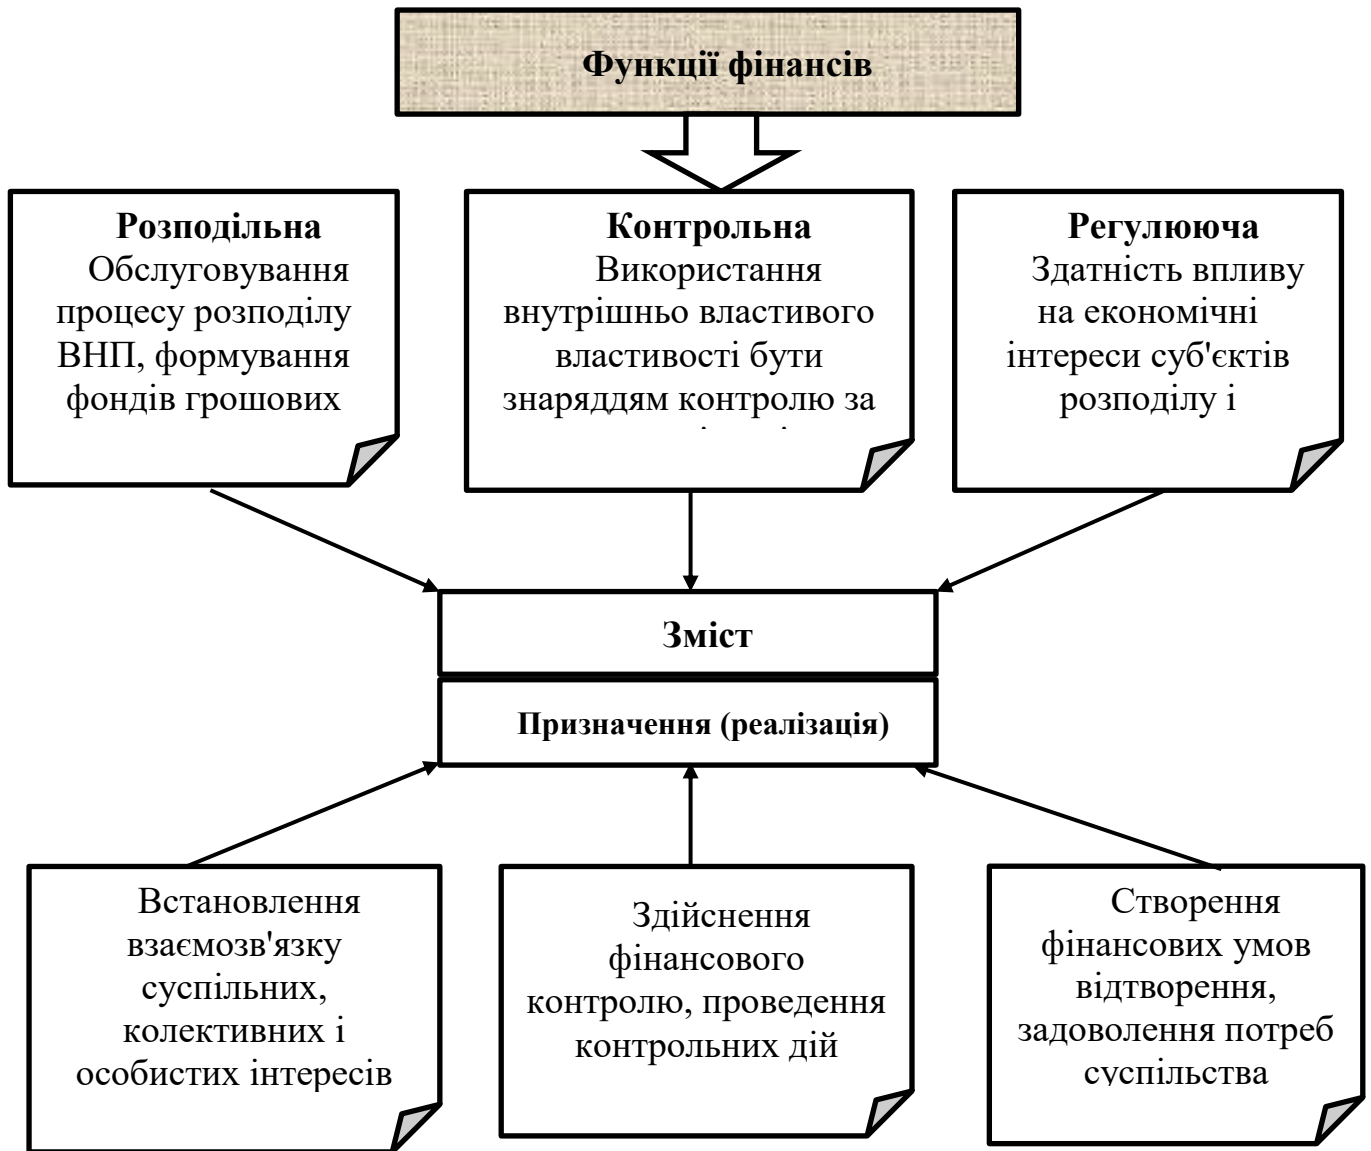 Функції фінансів
Розподільна
Обслуговування
процесу розподілу
ВНП, формування
фондів грошових
Контрольна
Використання
внутрішньо властивого
властивості бути
знаряддям контролю за
Регулююча
Здатність впливу
на економічні
інтереси суб'єктів
розподілу і
Зміст
Призначення (реалізація)
Встановлення
взаємозв'язку
суспільних,
колективних і
особистих інтересів
Здійснення
фінансового
контролю, проведення
контрольних дій
Створення
фінансових умов
відтворення,
задоволення потреб
суспільства